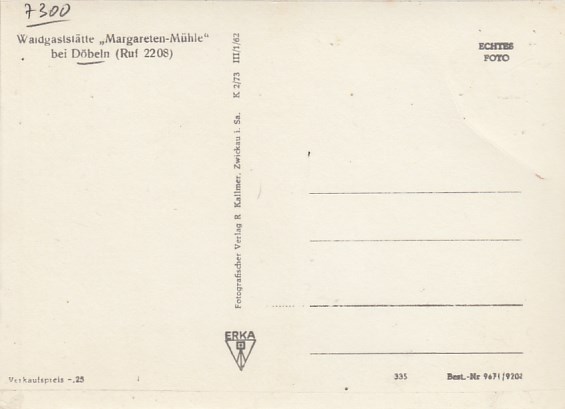 7300
Waldgaststätte „Margareten-Mühle“
bei Döbeln (Ruf 2208)
ECHTES
FOTO
Fotografischer Verlag R Kallmer, Zwickau i. Sa. K 2/73 III/1/62
ERKA
Verkaufspreis -,25
335
Best.-Nr 9671/9202